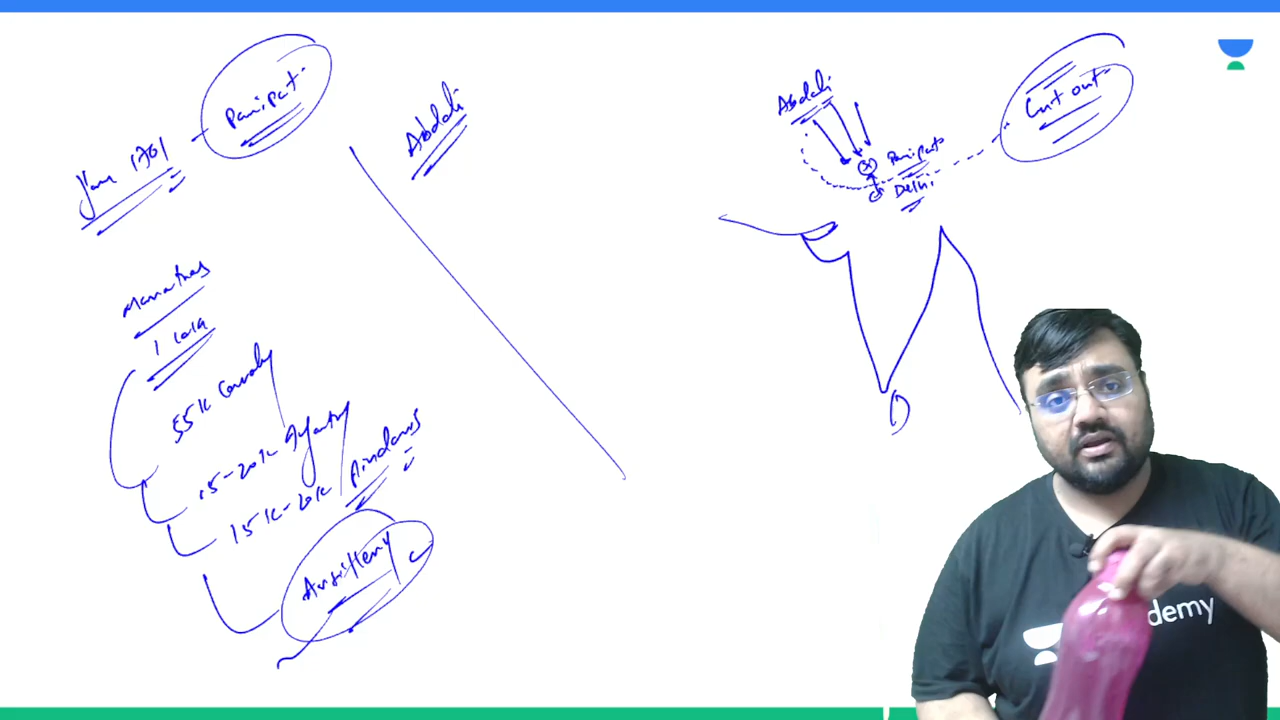 Panipat
June 1761
Abdali
Marathas
1 lakh
55K Cavalry
15-20K Infantry
15K-20K Pindaris
Artillery
Abdali
Panipat
Delhi
Cut out
demy